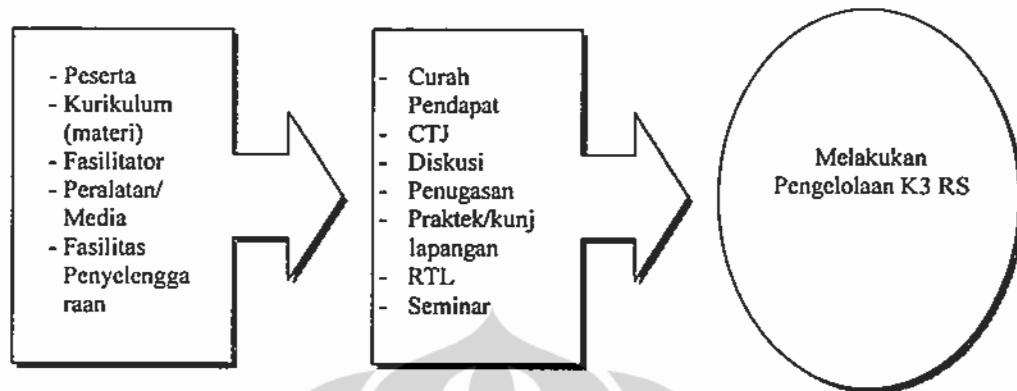 - Peserta
- Kurikulum
(materi)
- Fasilitator
- Peralatan/
Media
- Fasilitas
Penyelengga
raan
- Curah
Pendapat
- CTJ
- Diskusi
- Penugasan
- Praktek/kunj
lapangan
- RTL
- Seminar
Melakukan
Pengelolaan K3 RS